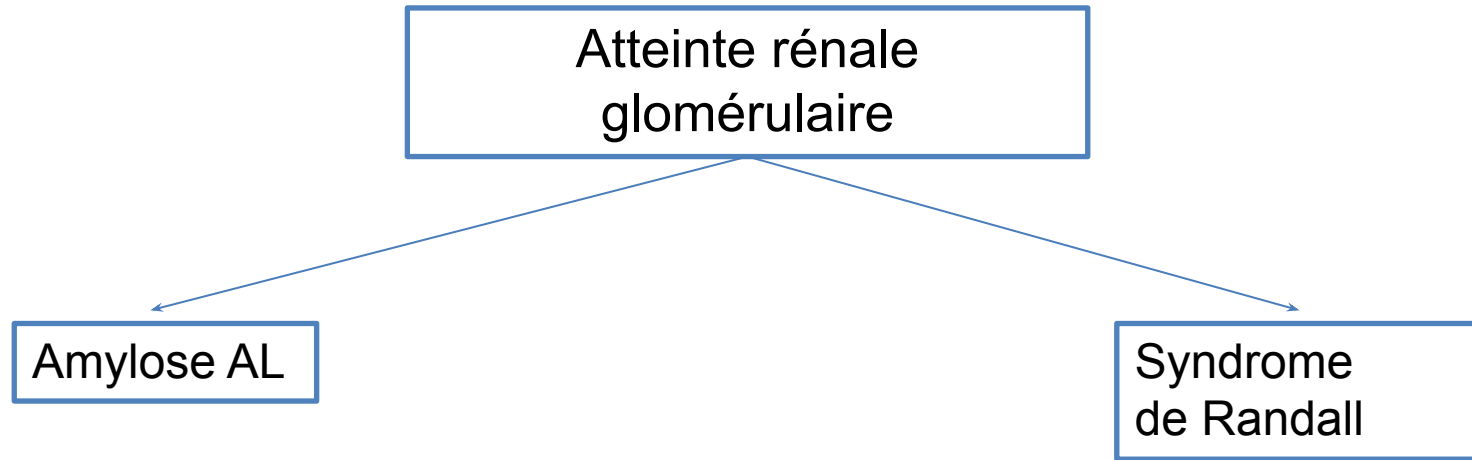 Atteinte rénale
glomérulaire
Amylose AL
Syndrome
de Randall